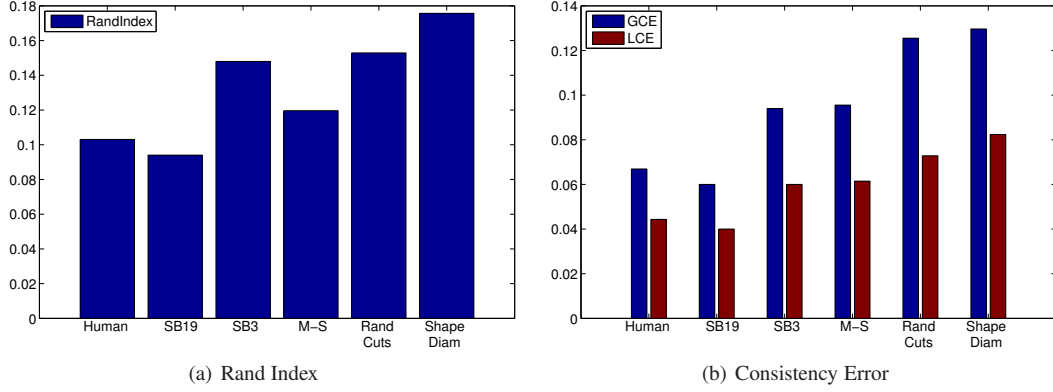 0.18
0.16
0.14
0.12
0.1
0.08
0.06
0.04
0.02
0
RandIndex
Human SB19 SB3 M−S Rand Shape
Cuts Diam
(a) Rand Index
0.14
0.12
0.1
0.08
0.06
0.04
0.02
0
GCE
LCE
Human SB19 SB3 M−S Rand Shape
Cuts Diam
(b) Consistency Error